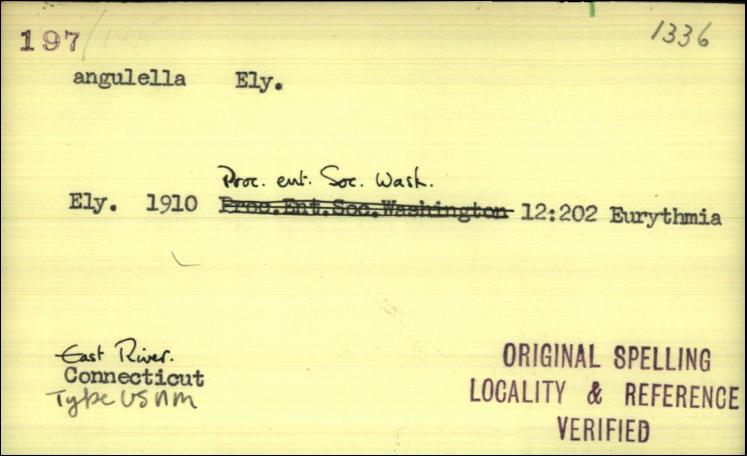 197 1336
angulella Ely.
Proc. ent. Soc. Wash.
Ely. 1910 Proc.Ent.Soc.Washington 12:202 Eurythmia
East River.
Connecticut
Type USNM
ORIGINAL SPELLING
LOCALITY & REFERENCE
VERIFIED